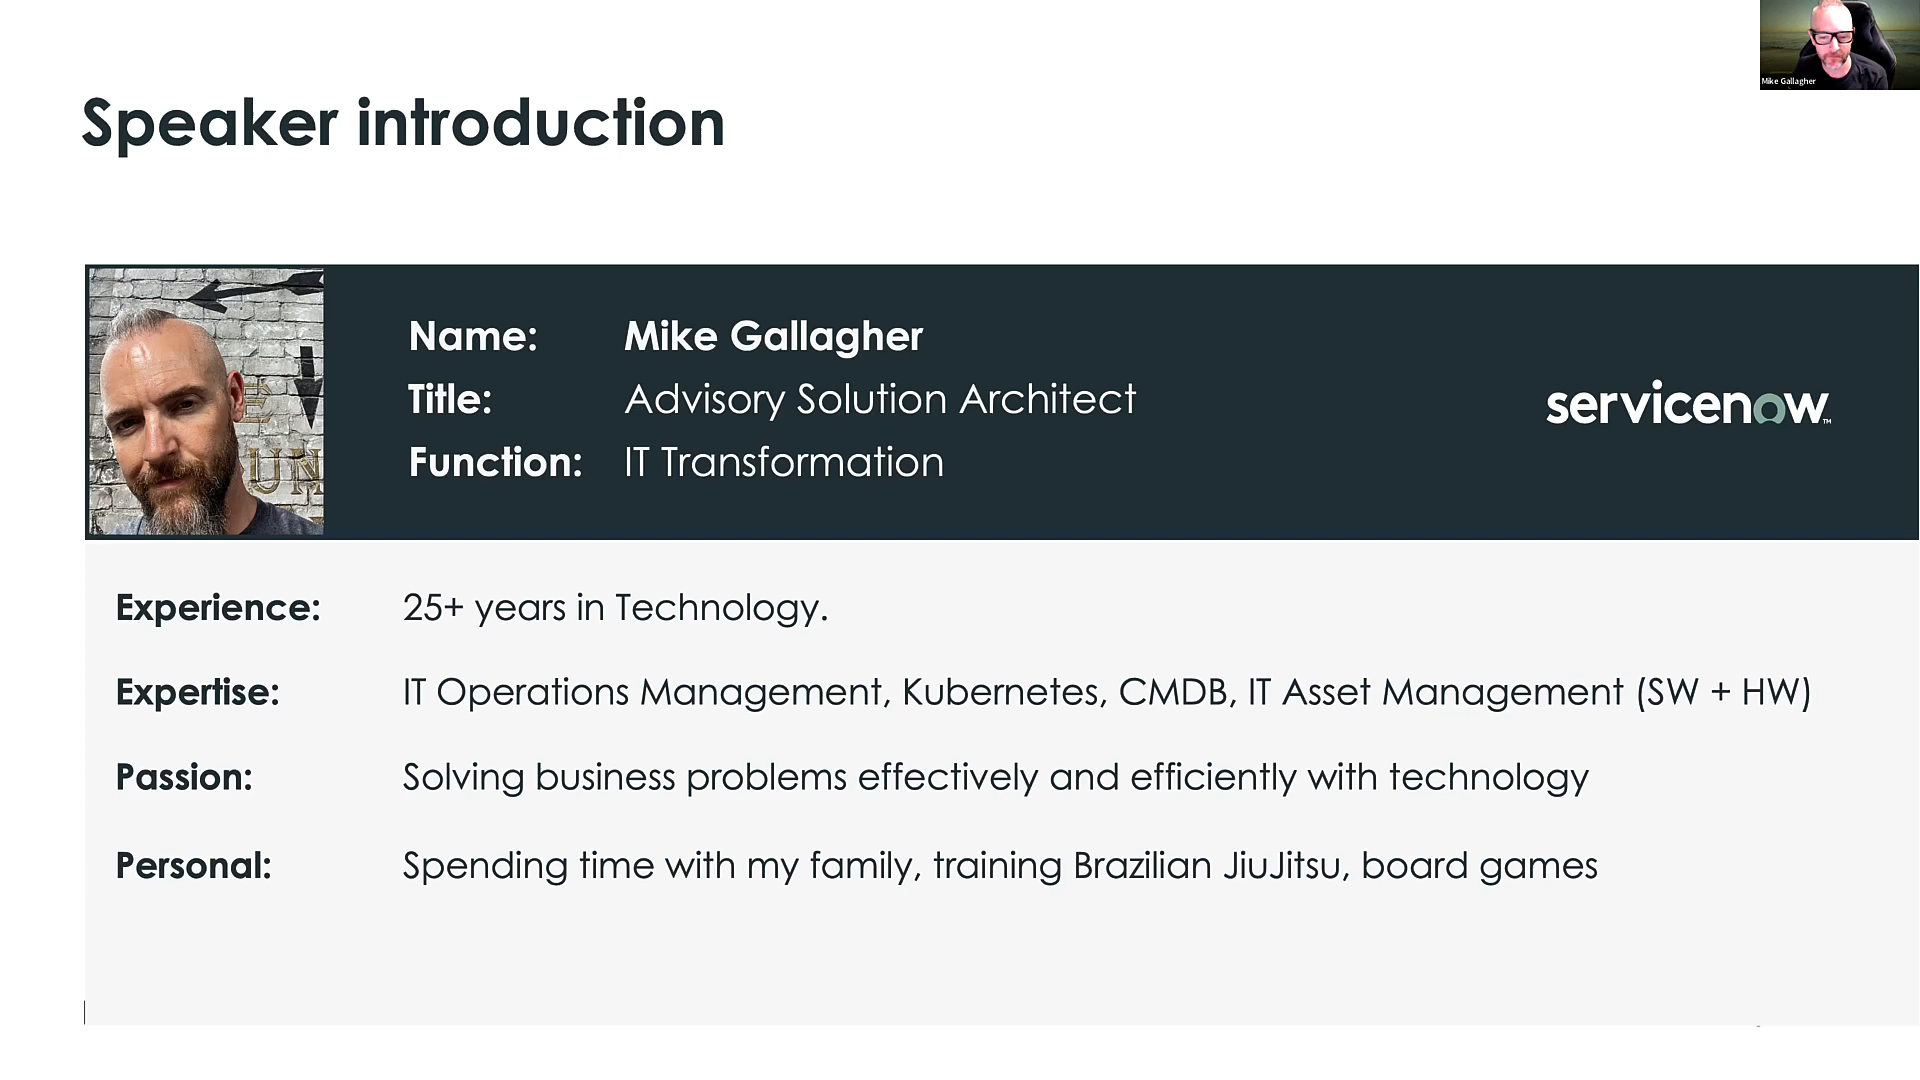 Mike Gallagher
Speaker introduction
Name: Mike Gallagher
Title: Advisory Solution Architect
Function: IT Transformation
servicenow™
E
UN
Experience: 25+ years in Technology.
Expertise: IT Operations Management, Kubernetes, CMDB, IT Asset Management (SW + HW)
Passion: Solving business problems effectively and efficiently with technology
Personal: Spending time with my family, training Brazilian JiuJitsu, board games